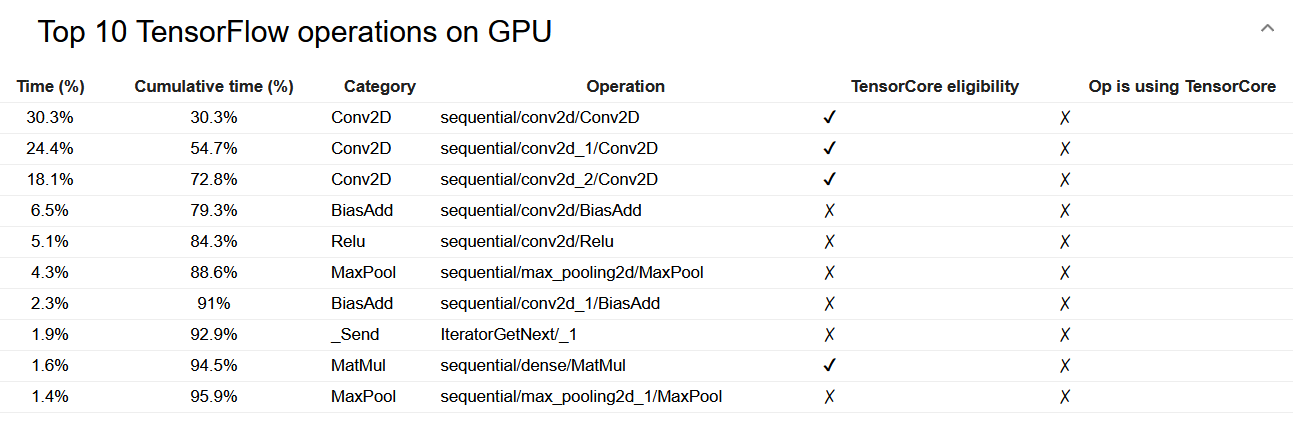 Top 10 TensorFlow operations on GPU
Time (%) Cumulative time (%) Category Operation TensorCore eligibility Op is using TensorCore
30.3% 30.3% Conv2D sequential/conv2d/Conv2D ✓ ✗
24.4% 54.7% Conv2D sequential/conv2d_1/Conv2D ✓ ✗
18.1% 72.8% Conv2D sequential/conv2d_2/Conv2D ✓ ✗
6.5% 79.3% BiasAdd sequential/conv2d/BiasAdd ✗ ✗
5.1% 84.3% Relu sequential/conv2d/Relu ✗ ✗
4.3% 88.6% MaxPool sequential/max_pooling2d/MaxPool ✗ ✗
2.3% 91% BiasAdd sequential/conv2d_1/BiasAdd ✗ ✗
1.9% 92.9% _Send IteratorGetNext/_1 ✗ ✗
1.6% 94.5% MatMul sequential/dense/MatMul ✓ ✗
1.4% 95.9% MaxPool sequential/max_pooling2d_1/MaxPool ✗ ✗